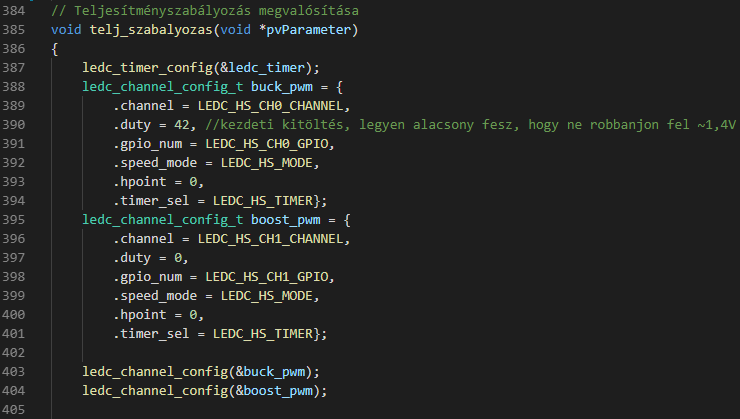 384 // Teljesítményszabályozás megvalósítása
385 void telj_szabalyozas(void *pvParameter)
386 {
387 ledc_timer_config(&ledc_timer);
388 ledc_channel_config_t buck_pwm = {
389 .channel = LEDC_HS_CH0_CHANNEL,
390 .duty = 42, //kezdeti kitöltés, legyen alacsony fesz, hogy ne robbanjon fel ~1,4V
391 .gpio_num = LEDC_HS_CH0_GPIO,
392 .speed_mode = LEDC_HS_MODE,
393 .hpoint = 0,
394 .timer_sel = LEDC_HS_TIMER};
395 ledc_channel_config_t boost_pwm = {
396 .channel = LEDC_HS_CH1_CHANNEL,
397 .duty = 0,
398 .gpio_num = LEDC_HS_CH1_GPIO,
399 .speed_mode = LEDC_HS_MODE,
400 .hpoint = 0,
401 .timer_sel = LEDC_HS_TIMER};
402
403 ledc_channel_config(&buck_pwm);
404 ledc_channel_config(&boost_pwm);
405